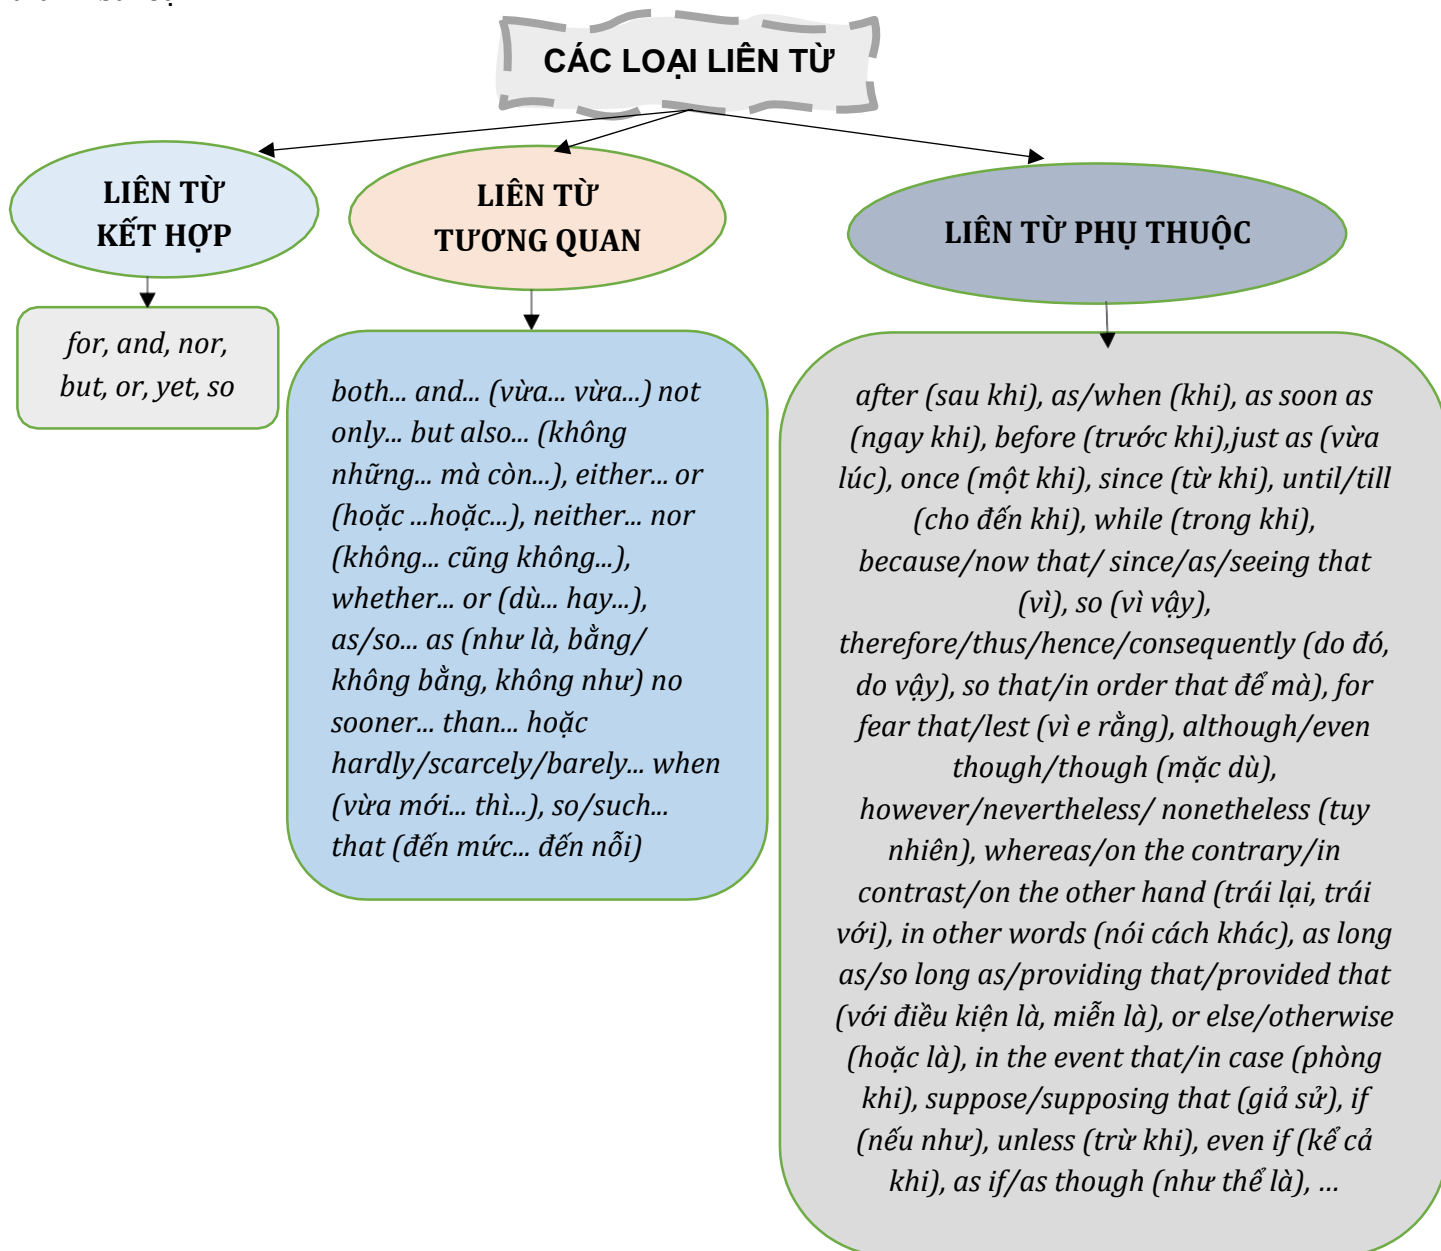 CÁC LOẠI LIÊN TỪ
LIÊN TỪ
KẾT HỢP
for, and, nor,
but, or, yet, so
LIÊN TỪ
TƯƠNG QUAN
both... and... (vừa... vừa...) not
only... but also... (không
những... mà còn...), either... or
(hoặc ...hoặc...), neither... nor
(không... cũng không...),
whether... or (dù... hay...),
as/so... as (như là, bằng/
không bằng, không như) no
sooner... than... hoặc
hardly/scarcely/barely... when
(vừa mới... thì...), so/such...
that (đến mức... đến nỗi)
LIÊN TỪ PHỤ THUỘC
after (sau khi), as/when (khi), as soon as
(ngay khi), before (trước khi),just as (vừa
lúc), once (một khi), since (từ khi), until/till
(cho đến khi), while (trong khi),
because/now that/ since/as/seeing that
(vì), so (vì vậy),
therefore/thus/hence/consequently (do đó,
do vậy), so that/in order that để mà), for
fear that/lest (vì e rằng), although/even
though/though (mặc dù),
however/nevertheless/ nonetheless (tuy
nhiên), whereas/on the contrary/in
contrast/on the other hand (trái lại, trái
với), in other words (nói cách khác), as long
as/so long as/providing that/provided that
(với điều kiện là, miễn là), or else/otherwise
(hoặc là), in the event that/in case (phòng
khi), suppose/supposing that (giả sử), if
(nếu như), unless (trừ khi), even if (kể cả
khi), as if/as though (như thể là), ...